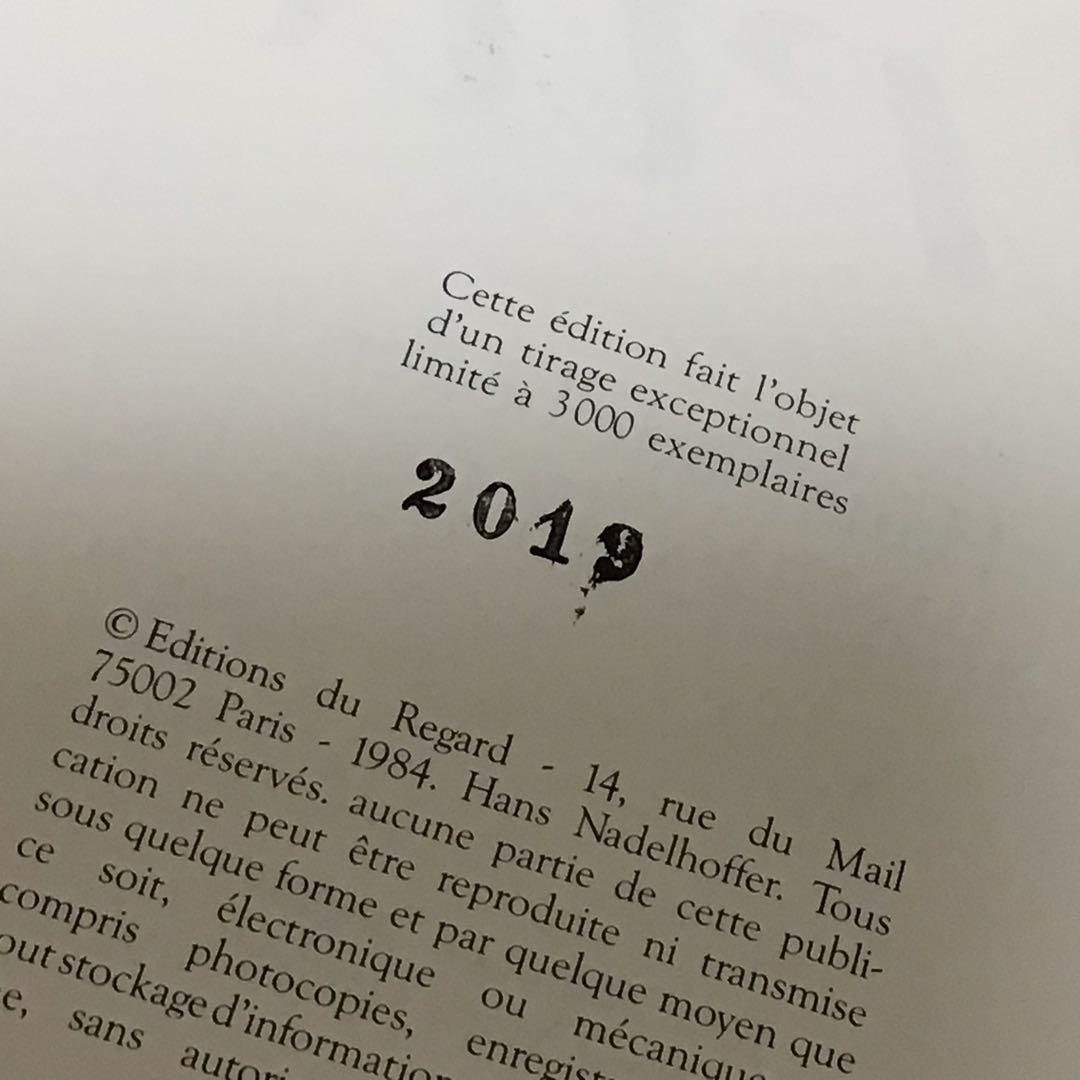 Cette édition fait l'objet
d'un tirage exceptionnel
limité à 3000 exemplaires
2019
© Editions du Regard - 14, rue du Mail
75002 Paris - 1984. Hans Nadelhoffer. Tous
droits réservés. aucune partie de cette publi-
cation ne peut être reproduite ni transmise
sous quelque forme et par quelque moyen que
ce soit, électronique ou mécanique
compris photocopies,
out stockage d'information
sans